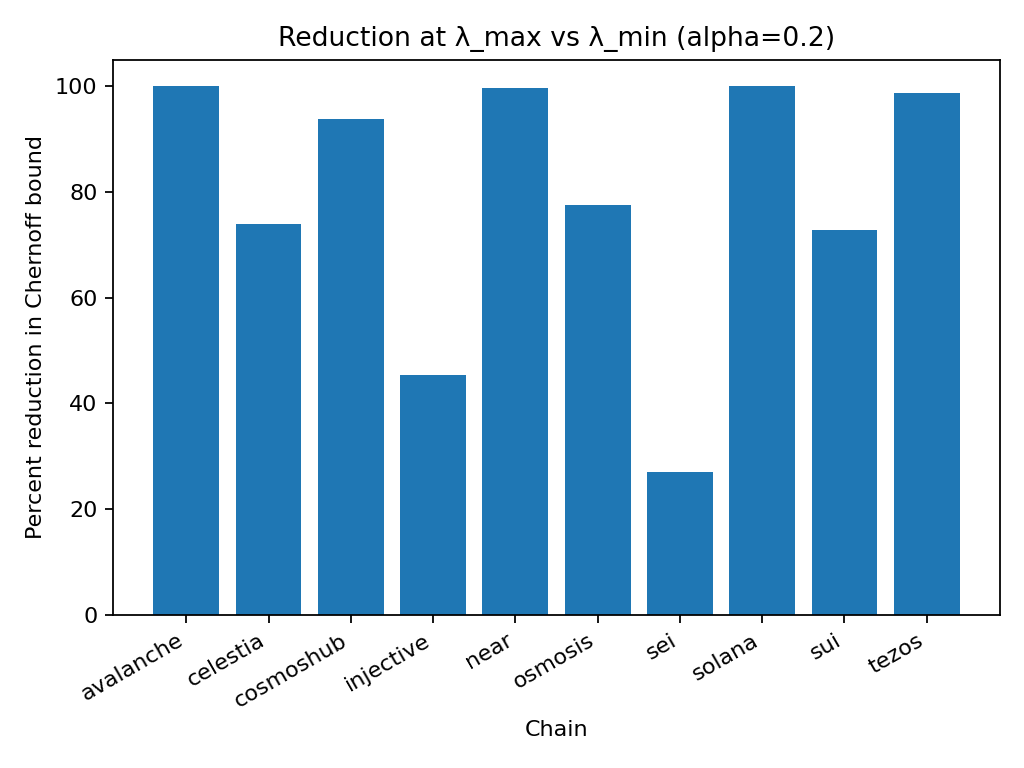 Reduction at λ_max vs λ_min (alpha=0.2)
Percent reduction in Chernoff bound
100
80
60
40
20
0
avalanche
celestia
cosmoshub
injective
near
osmosis
sei
solana
sui
tezos
Chain